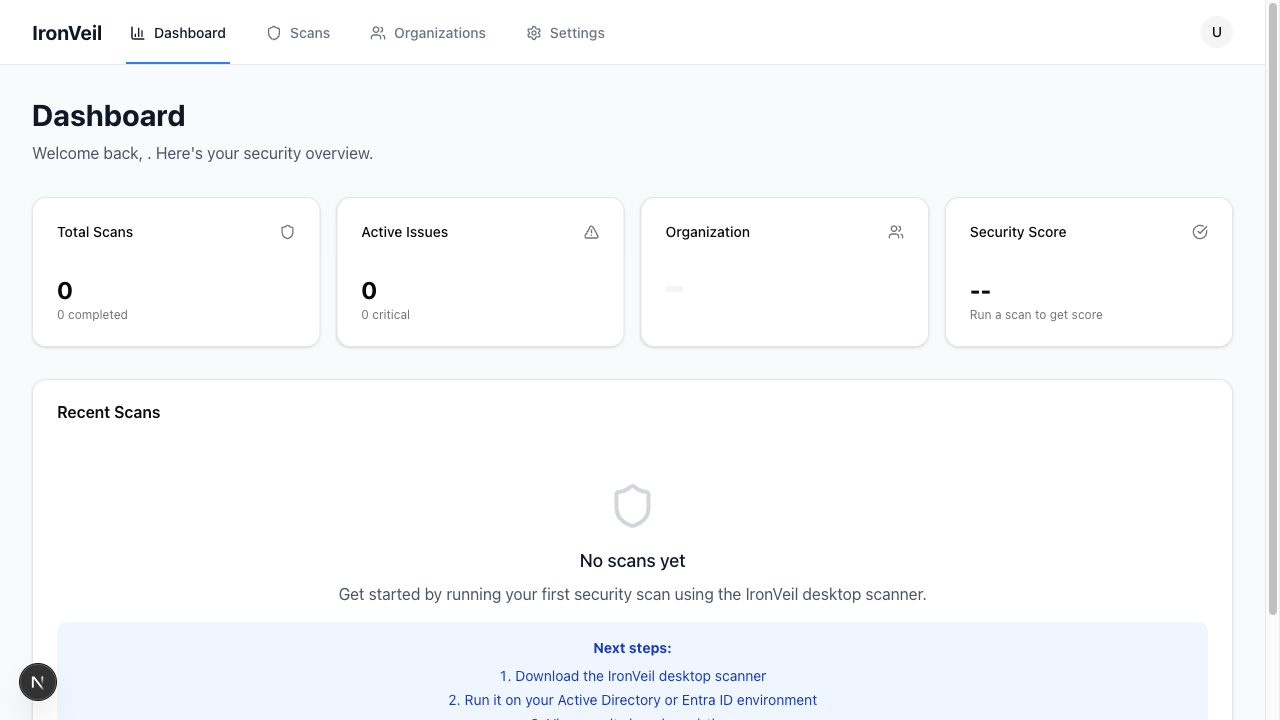 IronVeil
Dashboard
Scans
Organizations
Settings
U
Dashboard
Welcome back, . Here's your security overview.
Total Scans
0
0 completed
Active Issues
0
0 critical
Organization
Security Score
--
Run a scan to get score
Recent Scans
No scans yet
Get started by running your first security scan using the IronVeil desktop scanner.
Next steps:
1. Download the IronVeil desktop scanner
2. Run it on your Active Directory or Entra ID environment
N